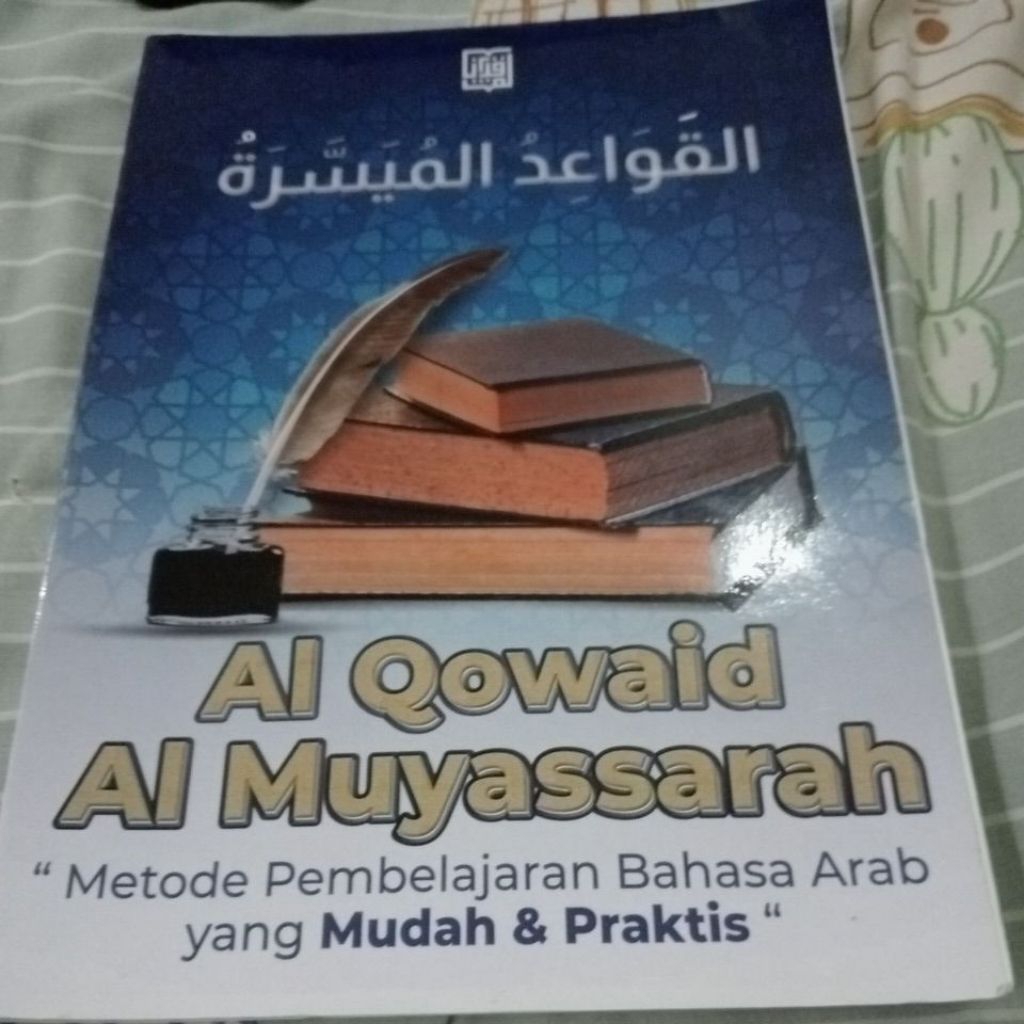 القَوَاعِدُ المُيَسَّرَةُ
Al Qowaid
Al Muyassarah
“ Metode Pembelajaran Bahasa Arab
yang Mudah & Praktis “